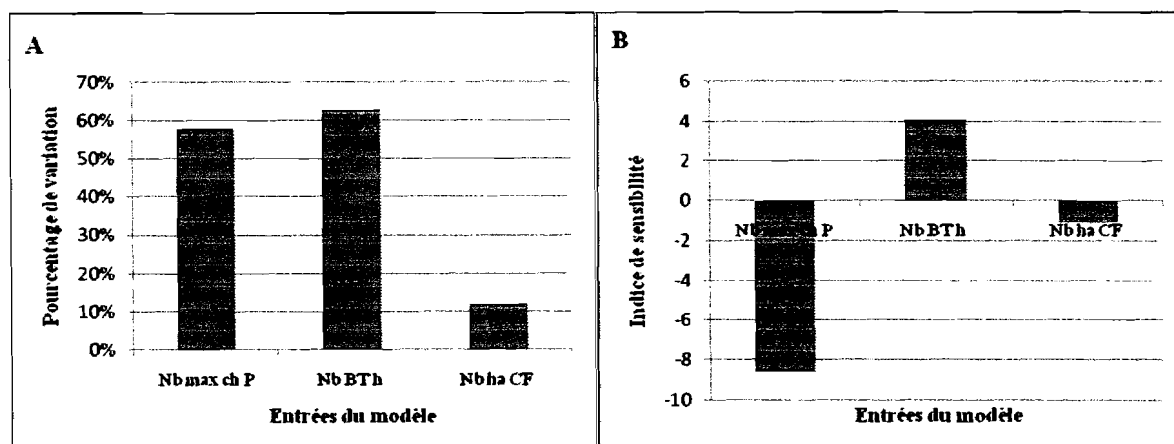 A
70%
60%
50%
40%
30%
20%
10%
0%
Pourcentage de variation
Nb max ch P
Nb BTh
Nb ha CF
Entrées du modèle
B
6
4
2
0
-2
-4
-6
-8
-10
Indice de sensibilité
Nb ch P
Nb BTh
Nb ha CF
Entrées du modèle